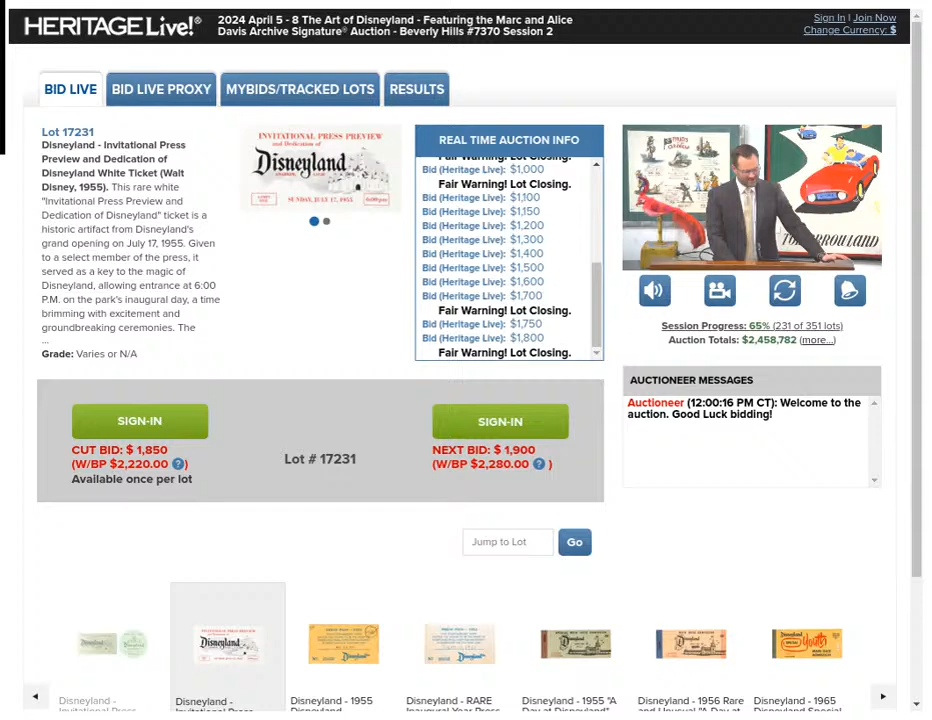 HERITAGE Live!®
2024 April 5 - 8 The Art of Disneyland - Featuring the Marc and Alice
Davis Archive Signature® Auction - Beverly Hills #7370 Session 2
Sign In | Join Now
Change Currency: $
BID LIVE
BID LIVE PROXY
MYBIDS/TRACKED LOTS
RESULTS
Lot 17231
Disneyland - Invitational Press
Preview and Dedication of
Disneyland White Ticket (Walt
Disney, 1955). This rare white
"Invitational Press Preview and
Dedication of Disneyland" ticket is a
historic artifact from Disneyland's
grand opening on July 17, 1955. Given
to a select member of the press, it
served as a key to the magic of
Disneyland, allowing entrance at 6:00
P.M. on the park's inaugural day, a time
brimming with excitement and
groundbreaking ceremonies. The
...
Grade: Varies or N/A
INVITATIONAL PRESS PREVIEW
and Dedication of
Disneyland
SUNDAY, JULY 17, 1955
REAL TIME AUCTION INFO
Fair Warning! Lot Closing.
Bid (Heritage Live): $1,000
Fair Warning! Lot Closing.
Bid (Heritage Live): $1,100
Bid (Heritage Live): $1,150
Bid (Heritage Live): $1,200
Bid (Heritage Live): $1,300
Bid (Heritage Live): $1,400
Bid (Heritage Live): $1,500
Bid (Heritage Live): $1,600
Bid (Heritage Live): $1,700
Fair Warning! Lot Closing.
Bid (Heritage Live): $1,750
Bid (Heritage Live): $1,800
Fair Warning! Lot Closing.
Session Progress: 65% (231 of 351 lots)
Auction Totals: $2,458,782 (more...)
AUCTIONEER MESSAGES
Auctioneer (12:00:16 PM CT): Welcome to the
auction. Good Luck bidding!
SIGN-IN
CUT BID: $ 1,850
(W/BP $2,220.00 ?)
Available once per lot
Lot # 17231
SIGN-IN
NEXT BID: $ 1,900
(W/BP $2,280.00 ? )
Jump to Lot
Go
Disneyland -
Invitational Press
Disneyland -
Invitational Press
Disneyland - 1955
Disneyland
Disneyland - RARE
Inaugural Year Press
Disneyland - 1955 "A
Day at Disneyland"
Disneyland - 1956 Rare
and Unusual "A Day at
Disneyland - 1965
Disneyland Special